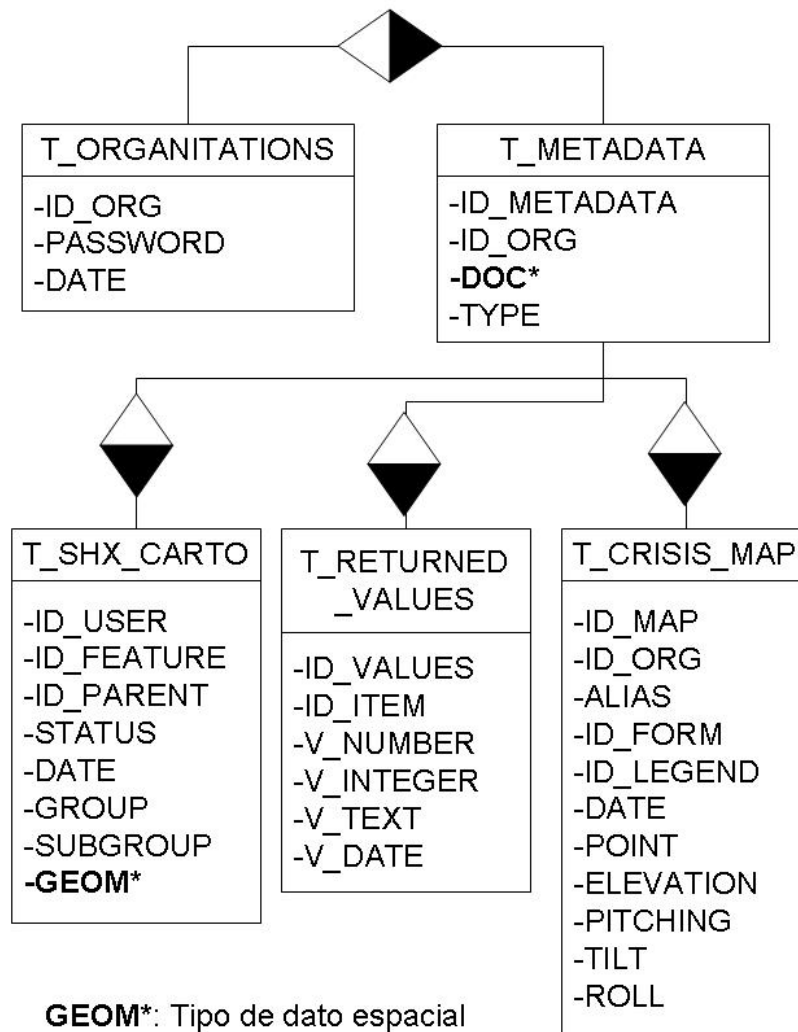 T_ORGANITATIONS
-ID_ORG
-PASSWORD
-DATE
T_METADATA
-ID_METADATA
-ID_ORG
-DOC*
-TYPE
T_SHX_CARTO
-ID_USER
-ID_FEATURE
-ID_PARENT
-STATUS
-DATE
-GROUP
-SUBGROUP
-GEOM*
T_RETURNED
_VALUES
-ID_VALUES
-ID_ITEM
-V_NUMBER
-V_INTEGER
-V_TEXT
-V_DATE
T_CRISIS_MAP
-ID_MAP
-ID_ORG
-ALIAS
-ID_FORM
-ID_LEGEND
-DATE
-POINT
-ELEVATION
-PITCHING
-TILT
-ROLL
GEOM*: Tipo de dato espacial